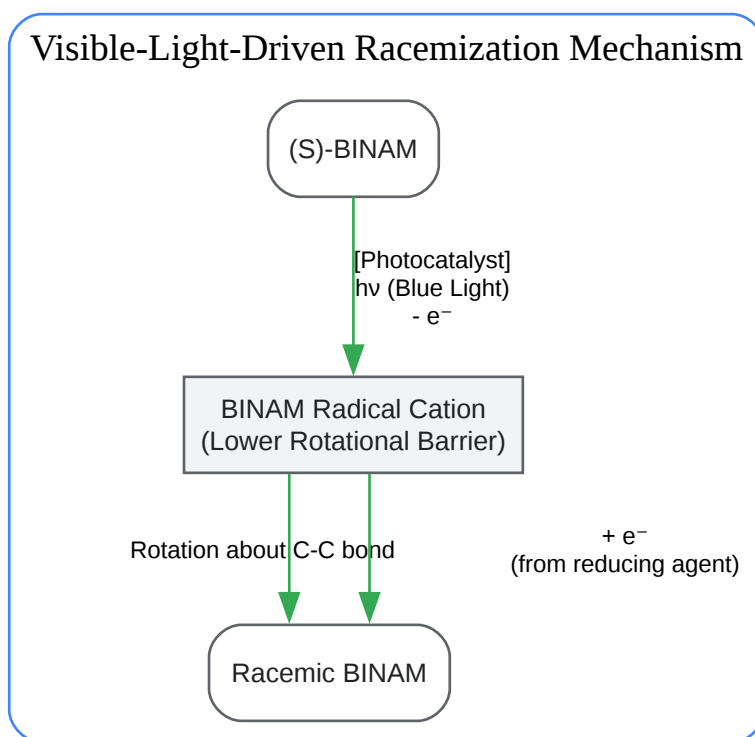 Visible-Light-Driven Racemization Mechanism
(S)-BINAM
[Photocatalyst]
hν (Blue Light)
- e⁻
BINAM Radical Cation
(Lower Rotational Barrier)
Rotation about C-C bond
+ e⁻
(from reducing agent)
Racemic BINAM